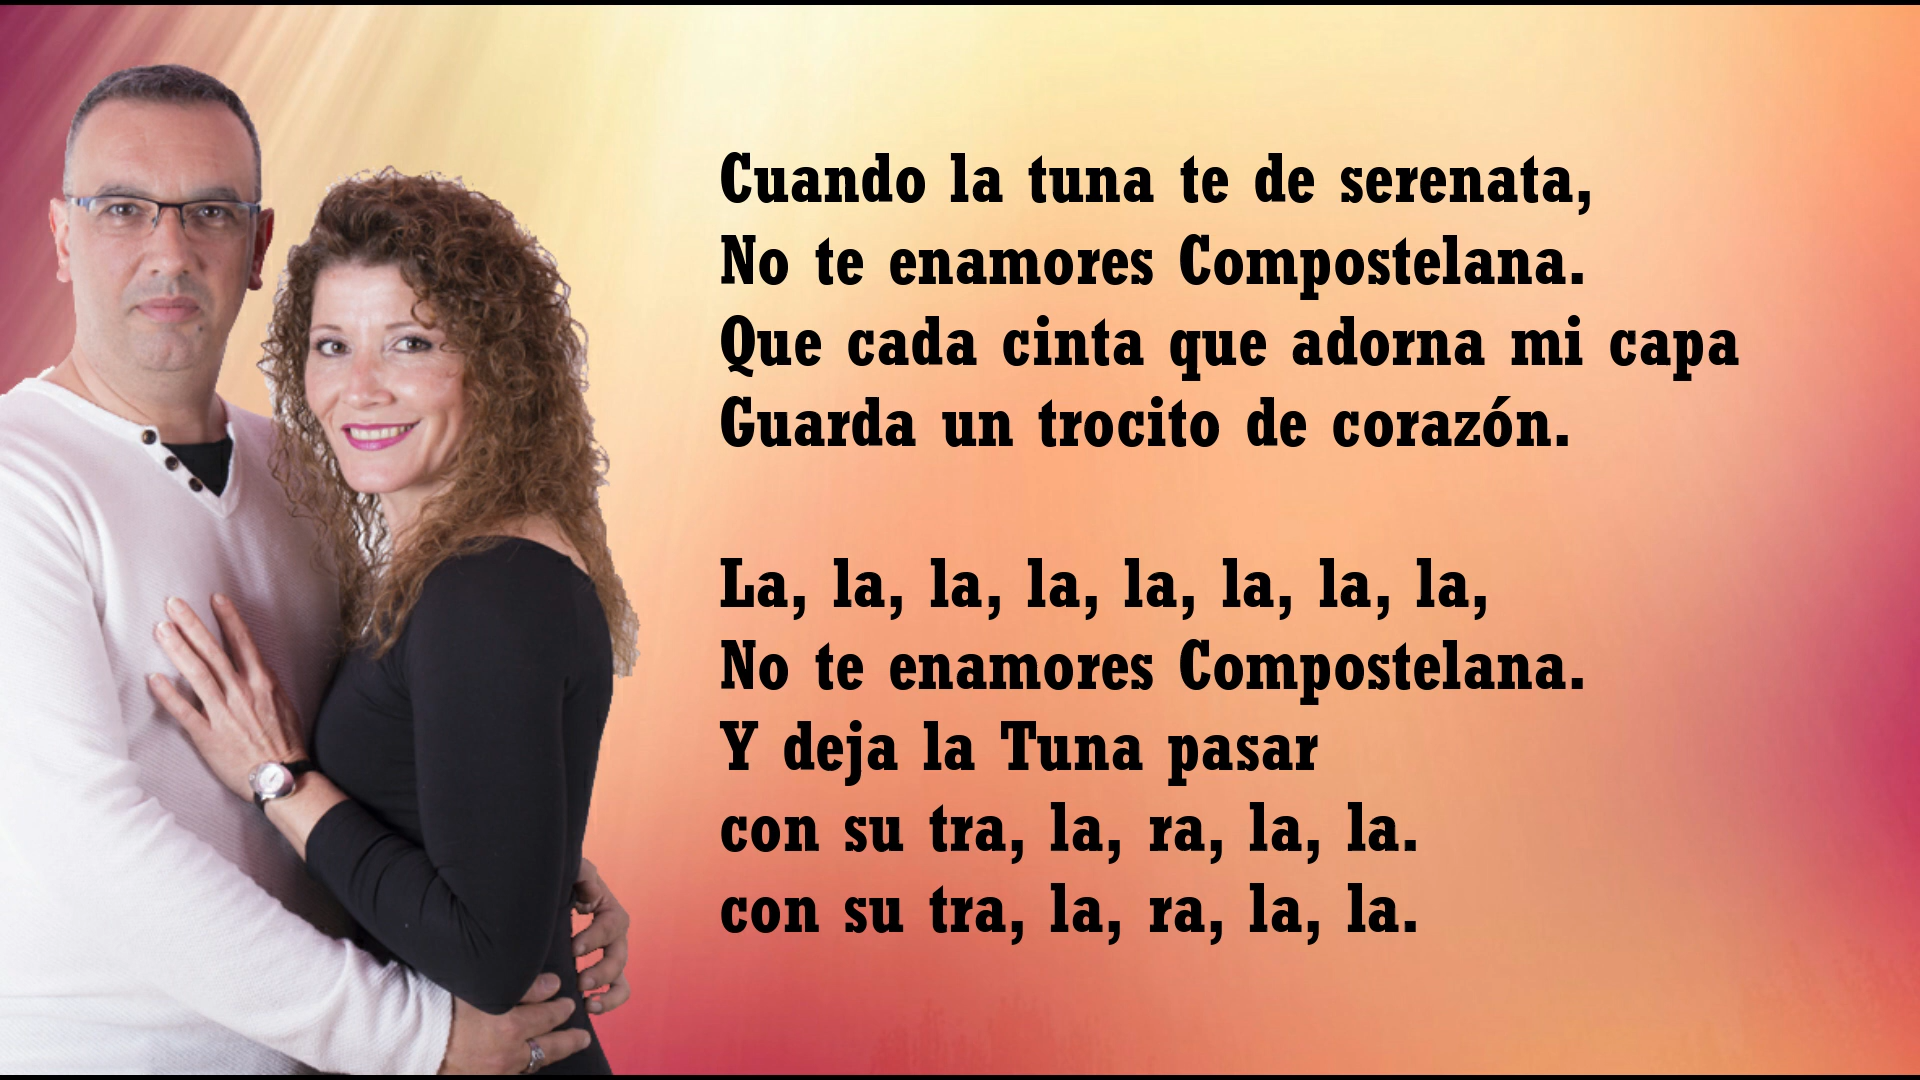 Cuando la tuna te de serenata,
No te enamores Compostelana.
Que cada cinta que adorna mi capa
Guarda un trocito de corazón.
La, la, la, la, la, la, la, la,
No te enamores Compostelana.
Y deja la Tuna pasar
con su tra, la, ra, la, la.
con su tra, la, ra, la, la.